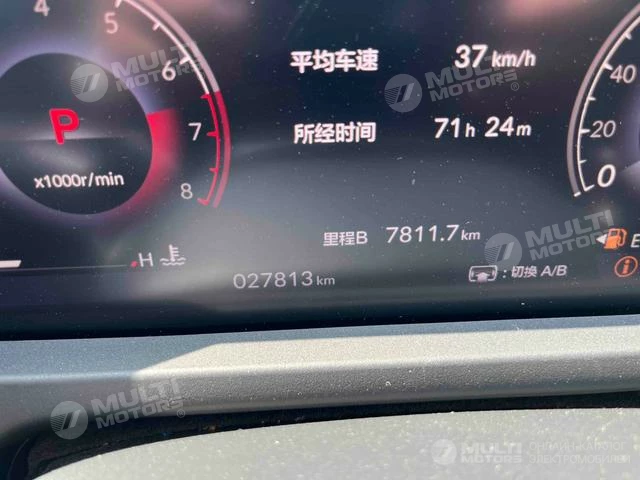 4
5
6
7
8
P
x1000r/min
平均车速 37 km/h
所经时间 71 h 24 m
40
20
0
里程B 7811.7 km
H
027813 km
: 切换 A/B
E
MULTI MOTORS
MULTI MOTORS
MULTI MOTORS
MULTI MOTORS
MULTI MOTORS